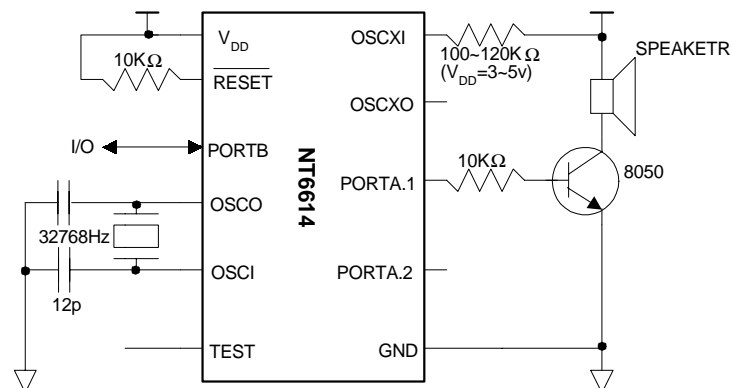 VDD
OSCXI
10KΩ
100~120KΩ
(VDD=3~5v)
SPEAKETR
RESET
OSCXO
I/O
PORTB
NT6614
10KΩ
8050
PORTA.1
OSCO
32768Hz
OSCI
PORTA.2
12p
TEST
GND